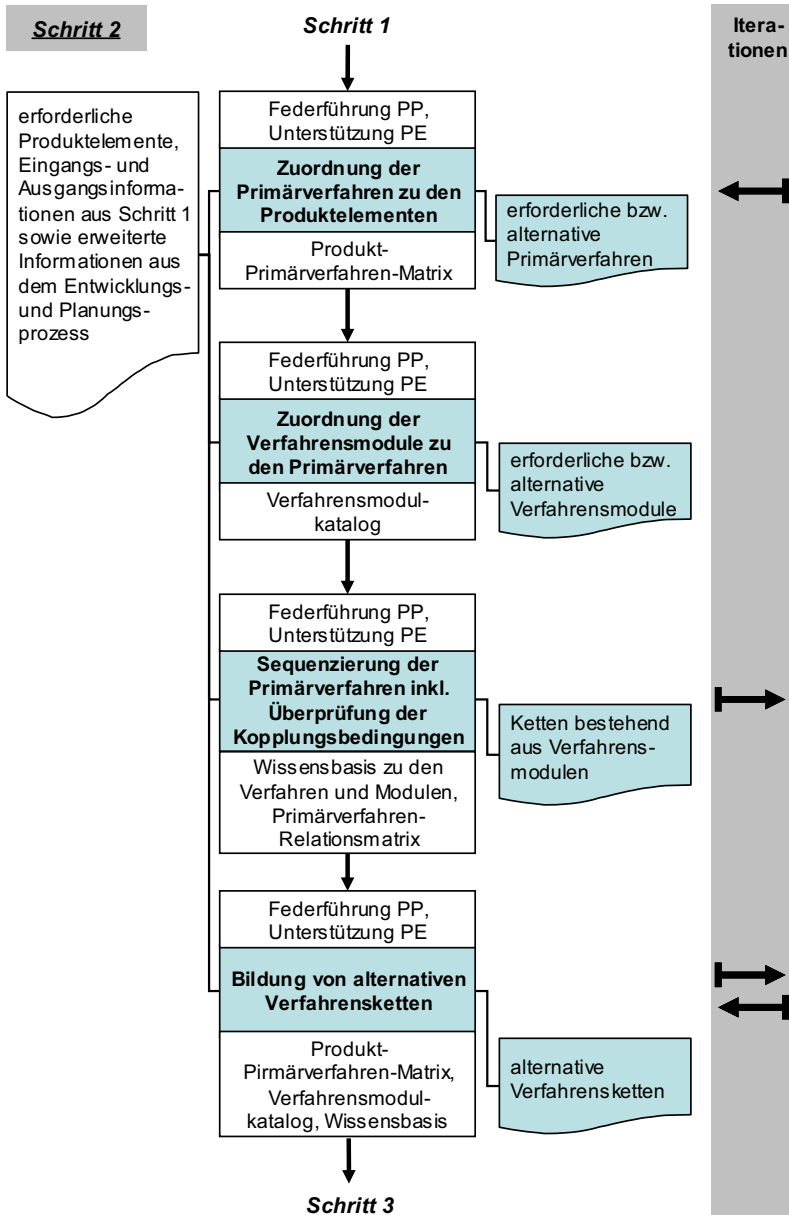 Schritt 2
Schritt 1
Itera-
tionen
erforderliche
Produktelemente,
Eingangs- und
Ausgangsinforma-
tionen aus Schritt 1
sowie erweiterte
Informationen aus
dem Entwicklungs-
und Planungs-
prozess
Federführung PP,
Unterstützung PE
Zuordnung der
Primärverfahren zu den
Produktelementen
Produkt-
Primärverfahren-Matrix
erforderliche bzw.
alternative
Primärverfahren
Federführung PP,
Unterstützung PE
Zuordnung der
Verfahrensmodule zu
den Primärverfahren
Verfahrensmodul-
katalog
erforderliche bzw.
alternative
Verfahrensmodule
Federführung PP,
Unterstützung PE
Sequenzierung der
Primärverfahren inkl.
Überprüfung der
Kopplungsbedingungen
Wissensbasis zu den
Verfahren und Modulen,
Primärverfahren-
Relationsmatrix
Ketten bestehend
aus Verfahrens-
modulen
Federführung PP,
Unterstützung PE
Bildung von alternativen
Verfahrensketten
Produkt-
Pirmärverfahren-Matrix,
Verfahrensmodul-
katalog, Wissensbasis
alternative
Verfahrensketten
Schritt 3